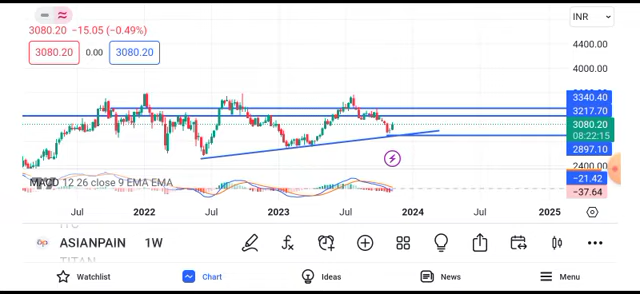 3080.20 −15.05 (−0.49%)
INR
3080.20 0.00 3080.20
4400.00
4000.00
3340.40
3217.70
3080.20
08:22:15
2897.10
2400.00
MACD 12 26 close 9 EMA EMA
−21.42
−37.64
Jul 2022 Jul 2023 Jul 2024 Jul 2025
ASIANPAIN 1W
TITAN
Watchlist Chart Ideas News Menu